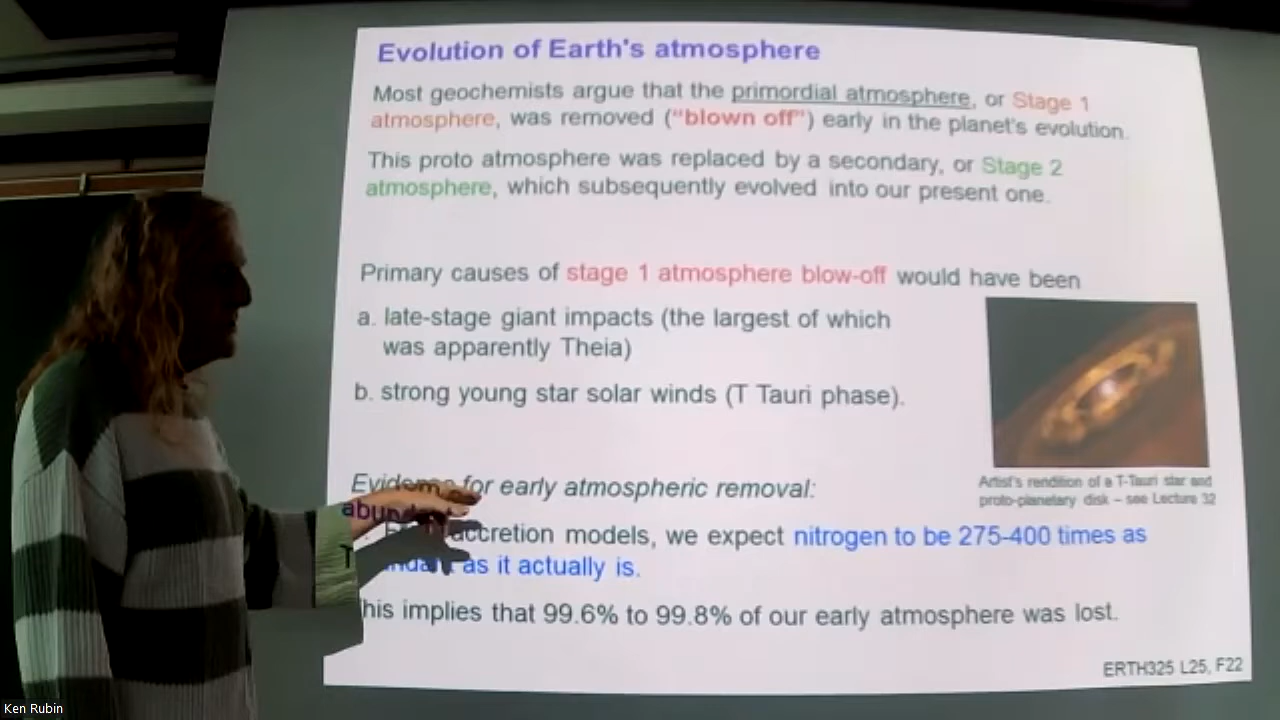 Evolution of Earth's atmosphere
Most geochemists argue that the primordial atmosphere, or Stage 1
atmosphere, was removed ("blown off") early in the planet's evolution.
This proto atmosphere was replaced by a secondary, or Stage 2
atmosphere, which subsequently evolved into our present one.
Primary causes of stage 1 atmosphere blow-off would have been
a. late-stage giant impacts (the largest of which
was apparently Theia)
b. strong young star solar winds (T Tauri phase).
Artist's rendition of a T-Tauri star and
proto-planetary disk – see Lecture 32
Evidence for early atmospheric removal:
accretion models, we expect nitrogen to be 275-400 times as
as it actually is.
This implies that 99.6% to 99.8% of our early atmosphere was lost.
ERTH325 L25, F22
Ken Rubin